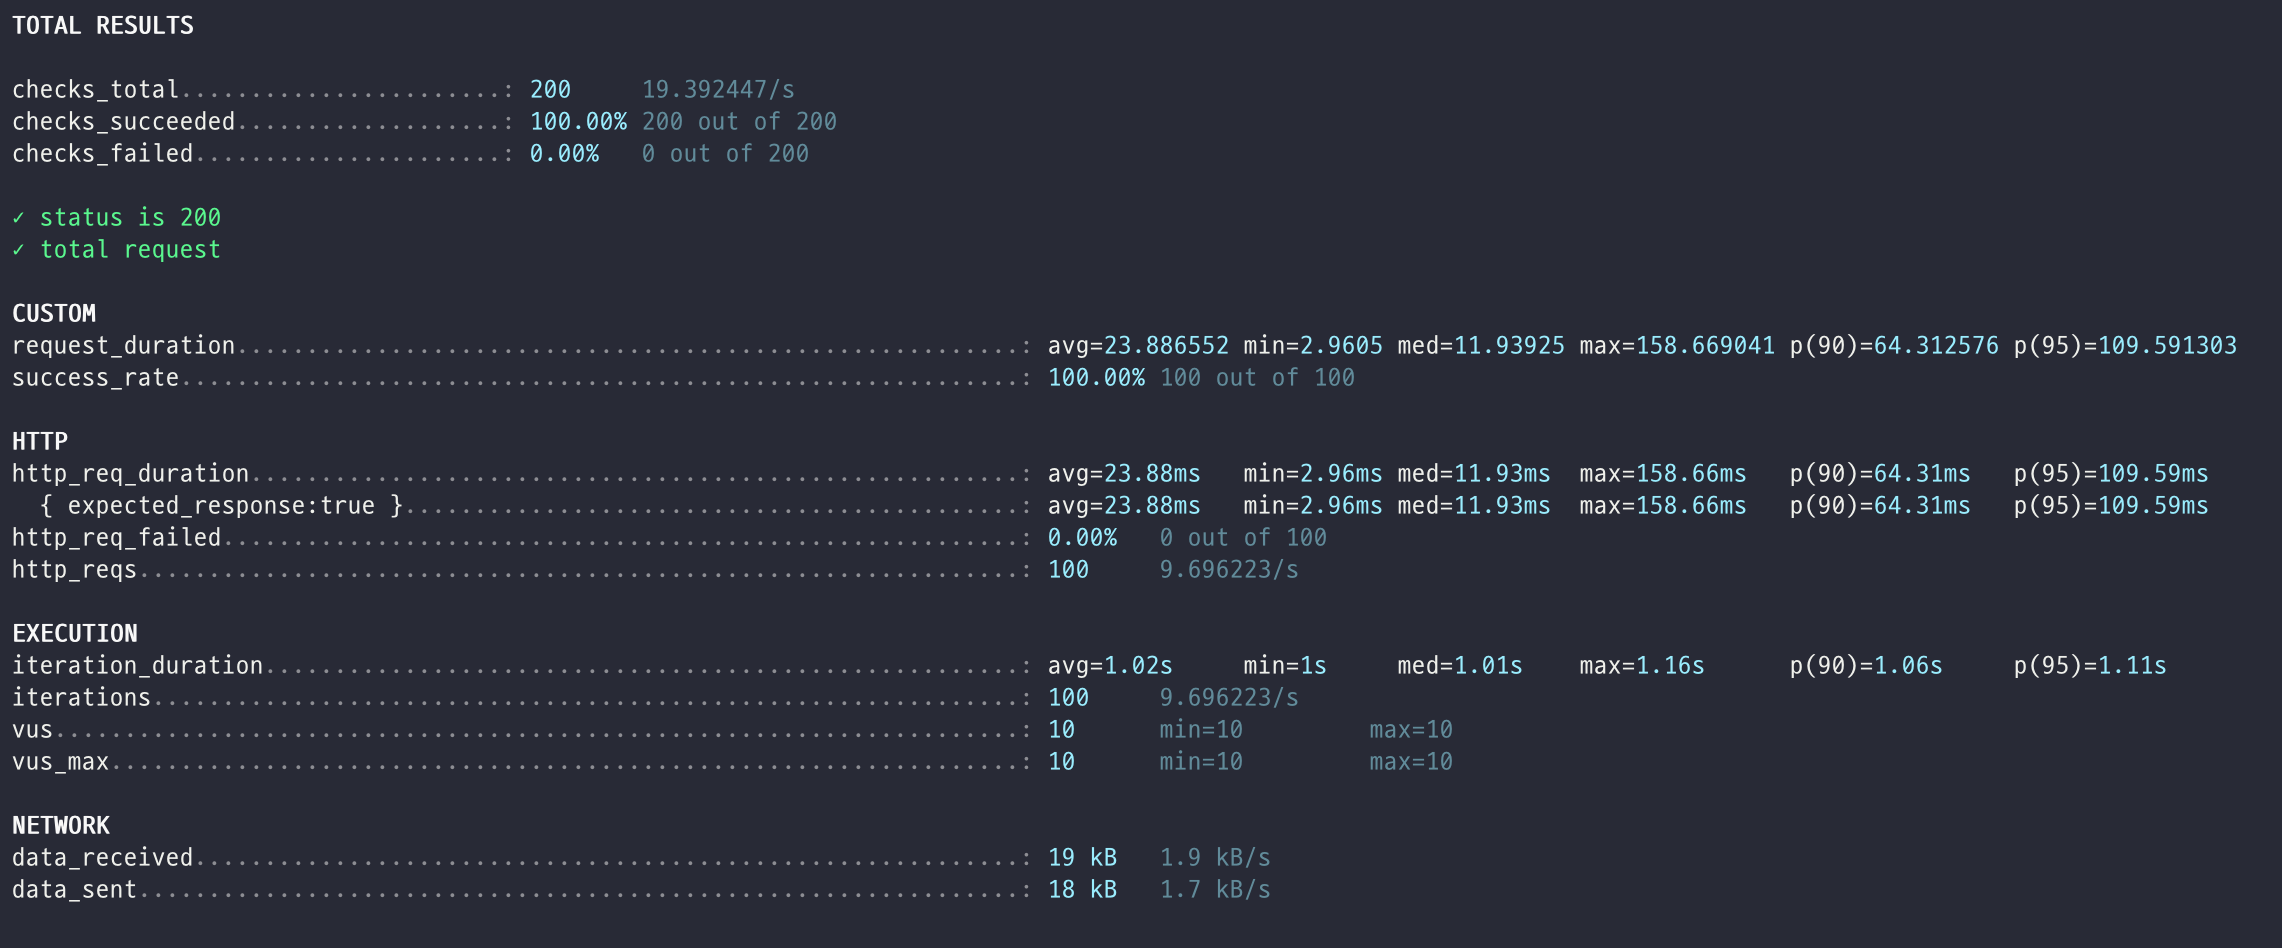 TOTAL RESULTS
checks_total.......................: 200     19.392447/s
checks_succeeded...................: 100.00% 200 out of 200
checks_failed......................: 0.00%   0 out of 200
✓ status is 200
✓ total request
CUSTOM
request_duration........................................................: avg=23.886552 min=2.9605 med=11.93925 max=158.669041 p(90)=64.312576 p(95)=109.591303
success_rate............................................................: 100.00% 100 out of 100
HTTP
http_req_duration.......................................................: avg=23.88ms   min=2.96ms med=11.93ms  max=158.66ms   p(90)=64.31ms   p(95)=109.59ms
  { expected_response:true }............................................: avg=23.88ms   min=2.96ms med=11.93ms  max=158.66ms   p(90)=64.31ms   p(95)=109.59ms
http_req_failed.........................................................: 0.00%   0 out of 100
http_reqs...............................................................: 100     9.696223/s
EXECUTION
iteration_duration......................................................: avg=1.02s     min=1s     med=1.01s    max=1.16s      p(90)=1.06s     p(95)=1.11s
iterations..............................................................: 100     9.696223/s
vus.....................................................................: 10      min=10         max=10
vus_max.................................................................: 10      min=10         max=10
NETWORK
data_received...........................................................: 19 kB   1.9 kB/s
data_sent...............................................................: 18 kB   1.7 kB/s